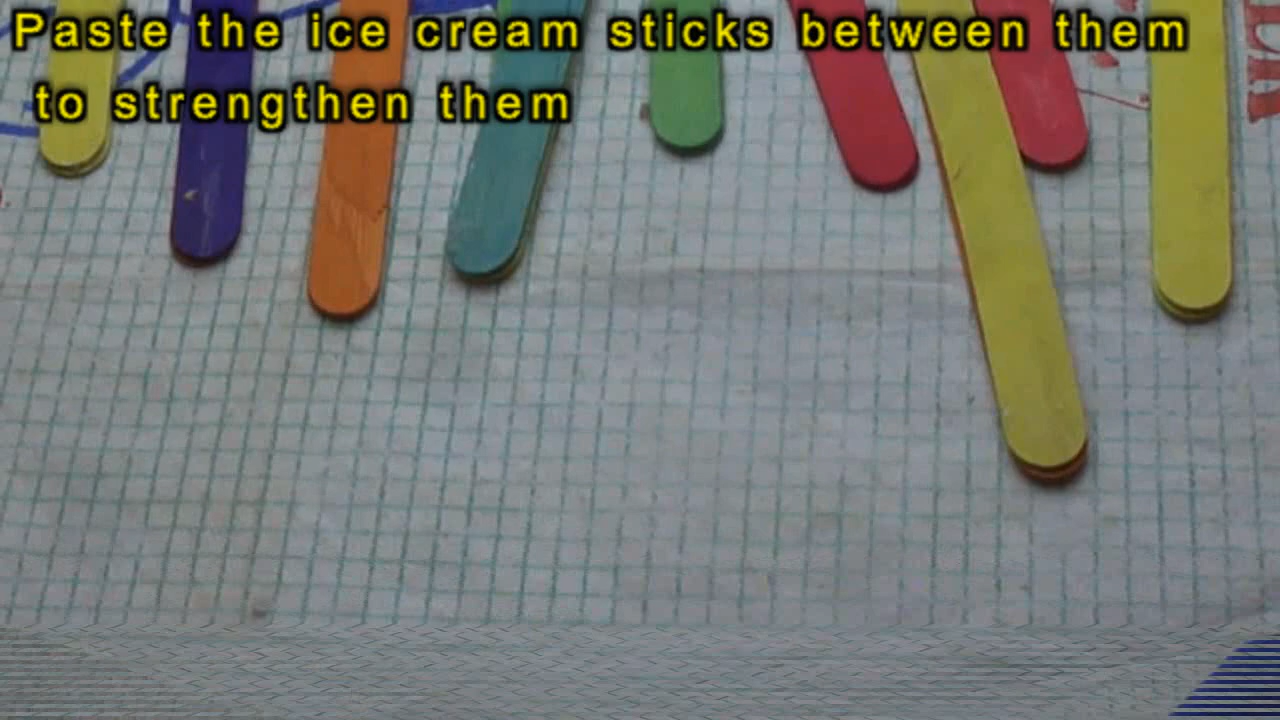 Paste the ice cream sticks between them
to strengthen them